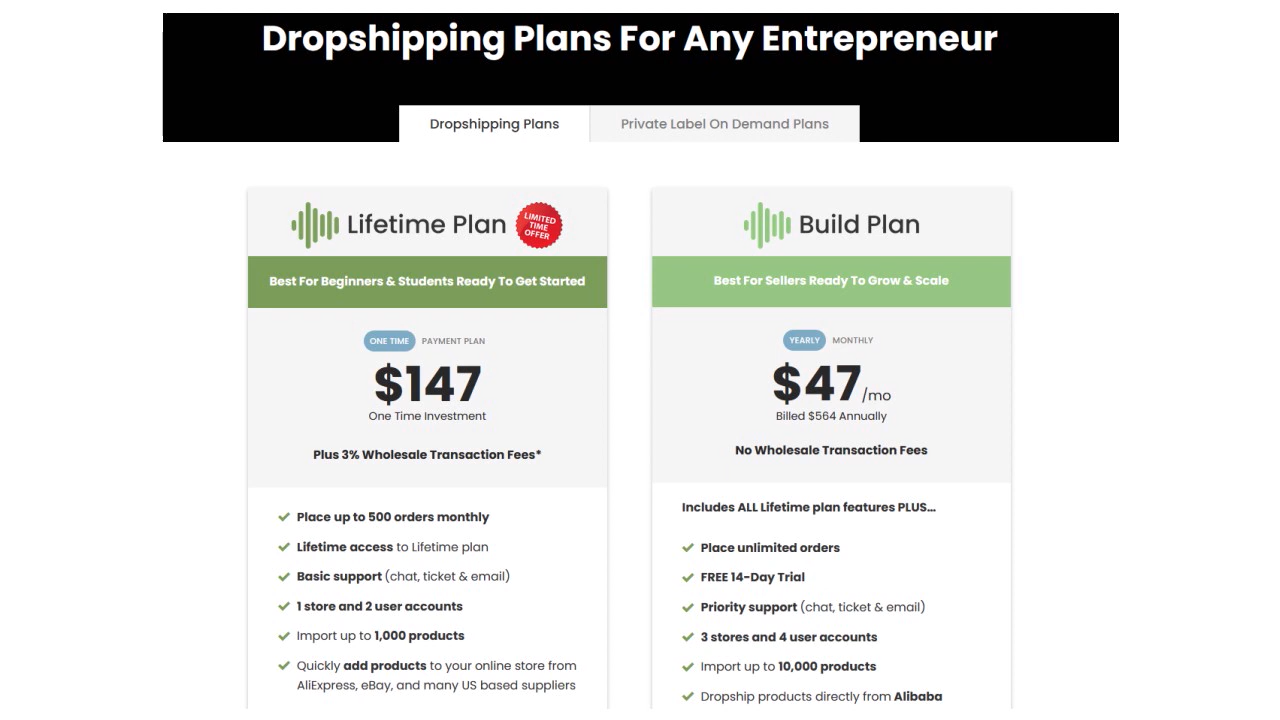 Dropshipping Plans For Any Entrepreneur
Dropshipping Plans
Private Label On Demand Plans
Lifetime Plan
LIMITED
TIME
OFFER
Best For Beginners & Students Ready To Get Started
ONE TIME PAYMENT PLAN
$147
One Time Investment
Plus 3% Wholesale Transaction Fees*
Place up to 500 orders monthly
Lifetime access to Lifetime plan
Basic support (chat, ticket & email)
1 store and 2 user accounts
Import up to 1,000 products
Quickly add products to your online store from
AliExpress, eBay, and many US based suppliers
Build Plan
Best For Sellers Ready To Grow & Scale
YEARLY MONTHLY
$47/mo
Billed $564 Annually
No Wholesale Transaction Fees
Includes ALL Lifetime plan features PLUS...
Place unlimited orders
FREE 14-Day Trial
Priority support (chat, ticket & email)
3 stores and 4 user accounts
Import up to 10,000 products
Dropship products directly from Alibaba